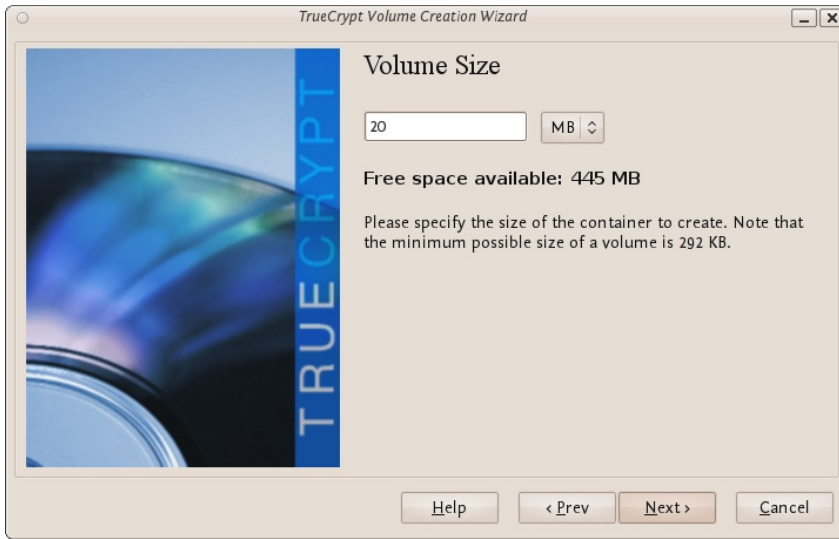 TrueCrypt Volume Creation Wizard
TRUECRYPT
Volume Size
20
MB
Free space available: 445 MB
Please specify the size of the container to create. Note that
the minimum possible size of a volume is 292 KB.
Help
< Prev
Next >
Cancel